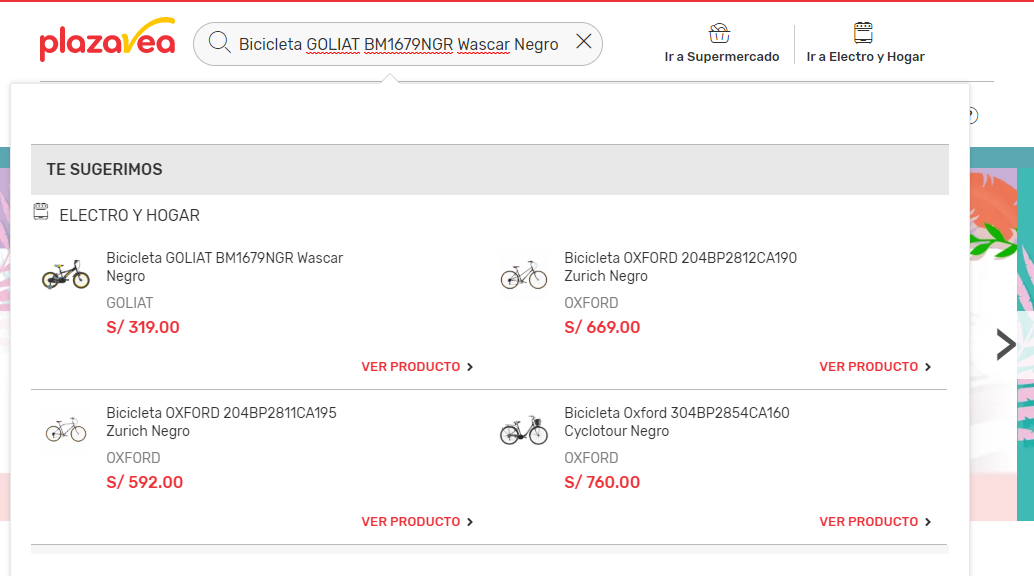 plazavea
Bicicleta GOLIAT BM1679NGR Wascar Negro
Ir a Supermercado
Ir a Electro y Hogar
?
TE SUGERIMOS
ELECTRO Y HOGAR
Bicicleta GOLIAT BM1679NGR Wascar
Negro
GOLIAT
S/ 319.00
VER PRODUCTO
Bicicleta OXFORD 204BP2812CA190
Zurich Negro
OXFORD
S/ 669.00
VER PRODUCTO
Bicicleta OXFORD 204BP2811CA195
Zurich Negro
OXFORD
S/ 592.00
VER PRODUCTO
Bicicleta Oxford 304BP2854CA160
Cyclotour Negro
OXFORD
S/ 760.00
VER PRODUCTO